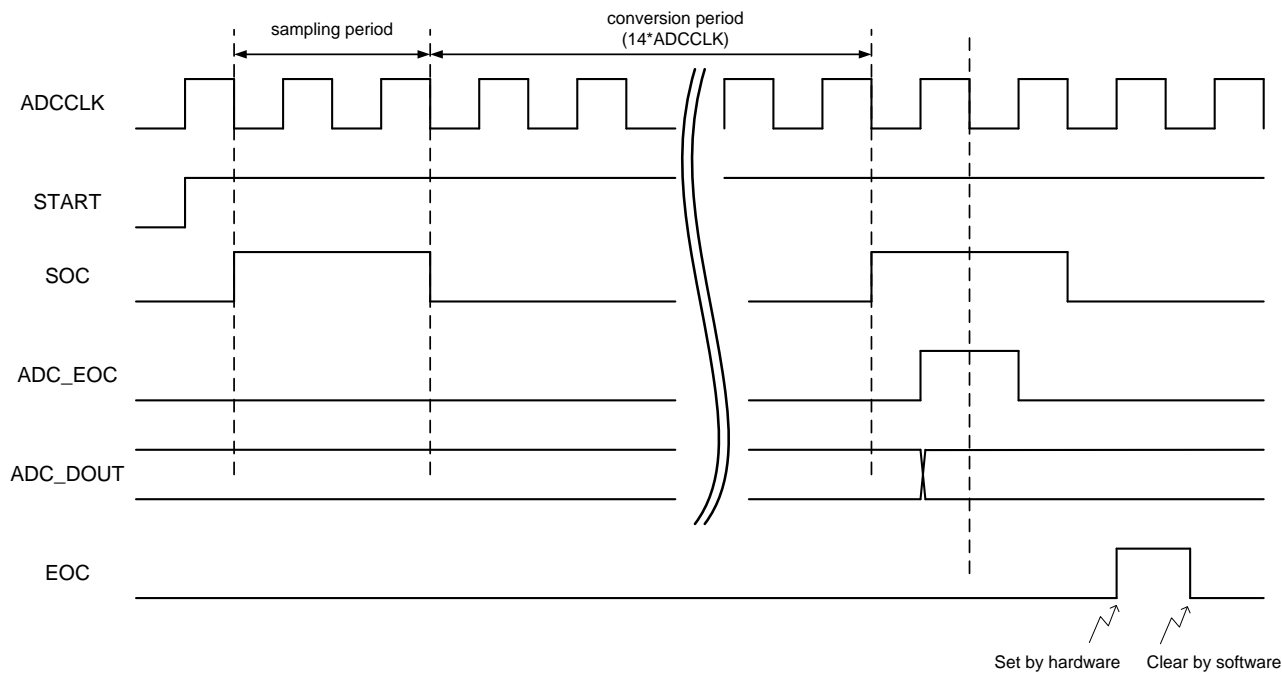 sampling period
conversion period
(14*ADCCLK)
ADCCLK
START
SOC
ADC_EOC
ADC_DOUT
EOC
Set by hardware
Clear by software